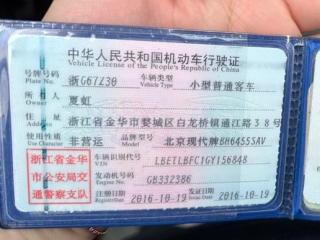 中华人民共和国机动车行驶证
Vehicle License of the People's Republic of China
号牌号码 浙G67Z30 车辆类型 小型普通客车
Plate No. Vehicle Type
所有人 夏虹
Owner
住址 浙江省金华市婺城区白龙桥镇通江路38号
Address
使用性质 非营运 品牌型号 北京现代牌BH6455SAV
Use Character Model
浙江省金华市公安局交通警察支队
车辆识别代号 LBETLBFC1GY156848
VIN
发动机号码 GB332386
Engine No.
注册日期 2016-10-19 发证日期 2016-10-19
Register Date Issue Date